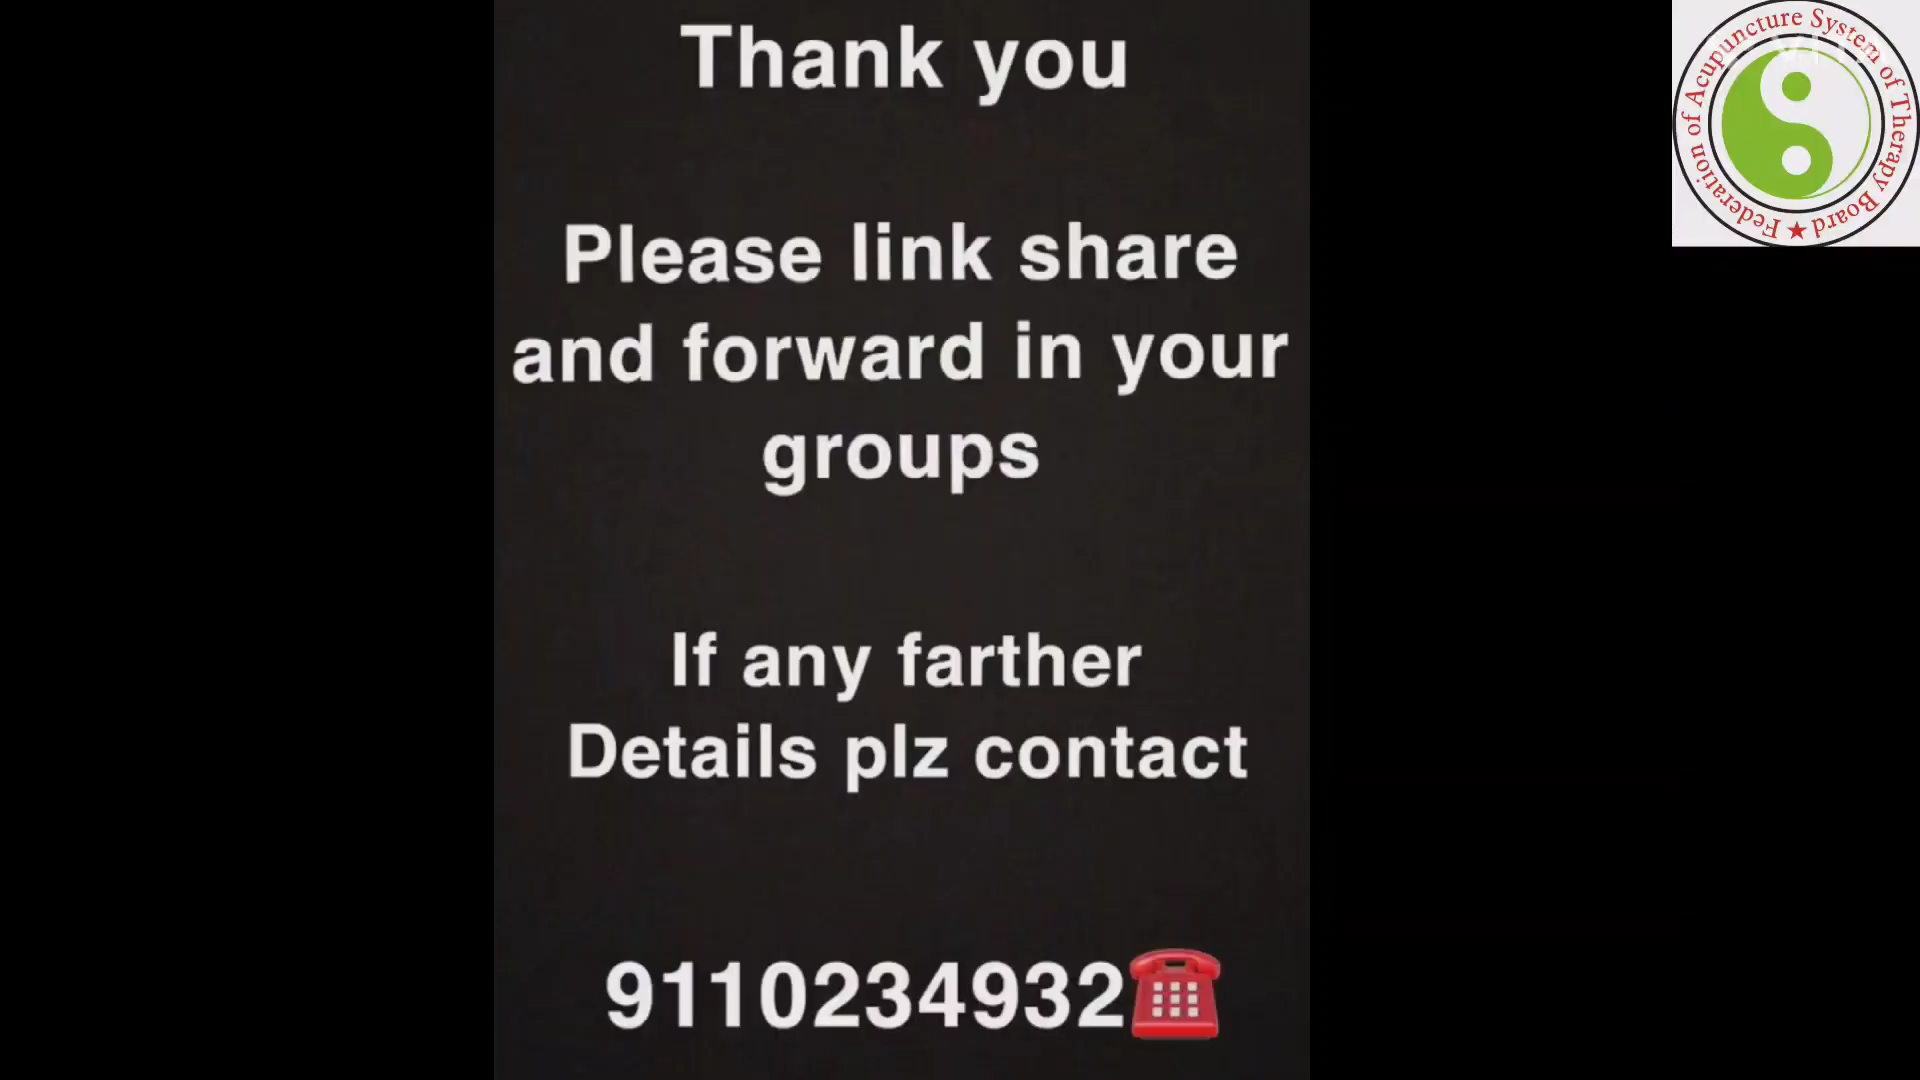 Thank you
Please link share
and forward in your
groups
If any farther
Details plz contact
9110234932☎️
Federation of Acupuncture System of Therapy Board ★